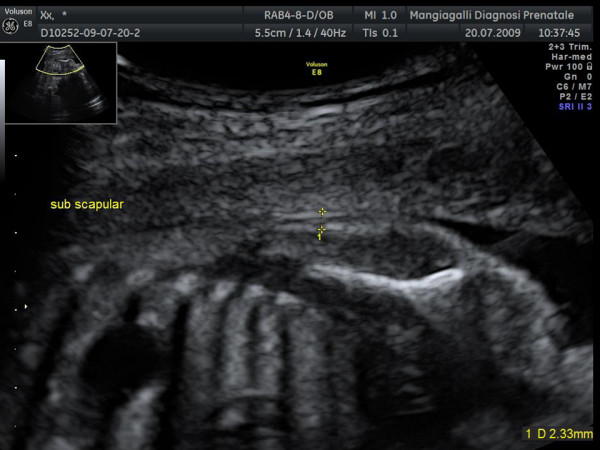 Voluson
E8
Xx, *
RAB4-8-D/OB
MI 1.0
Mangiagalli Diagnosi Prenatale
D10252-09-07-20-2
5.5cm / 1.4 / 40Hz
TIs 0.1
20.07.2009
10:37:45
Voluson
E8
2+3 Trim.
Har-med
Pwr 100
Gn 0
C6 / M7
P2 / E2
SRI II 3
sub scapular
1
1 D 2.33mm